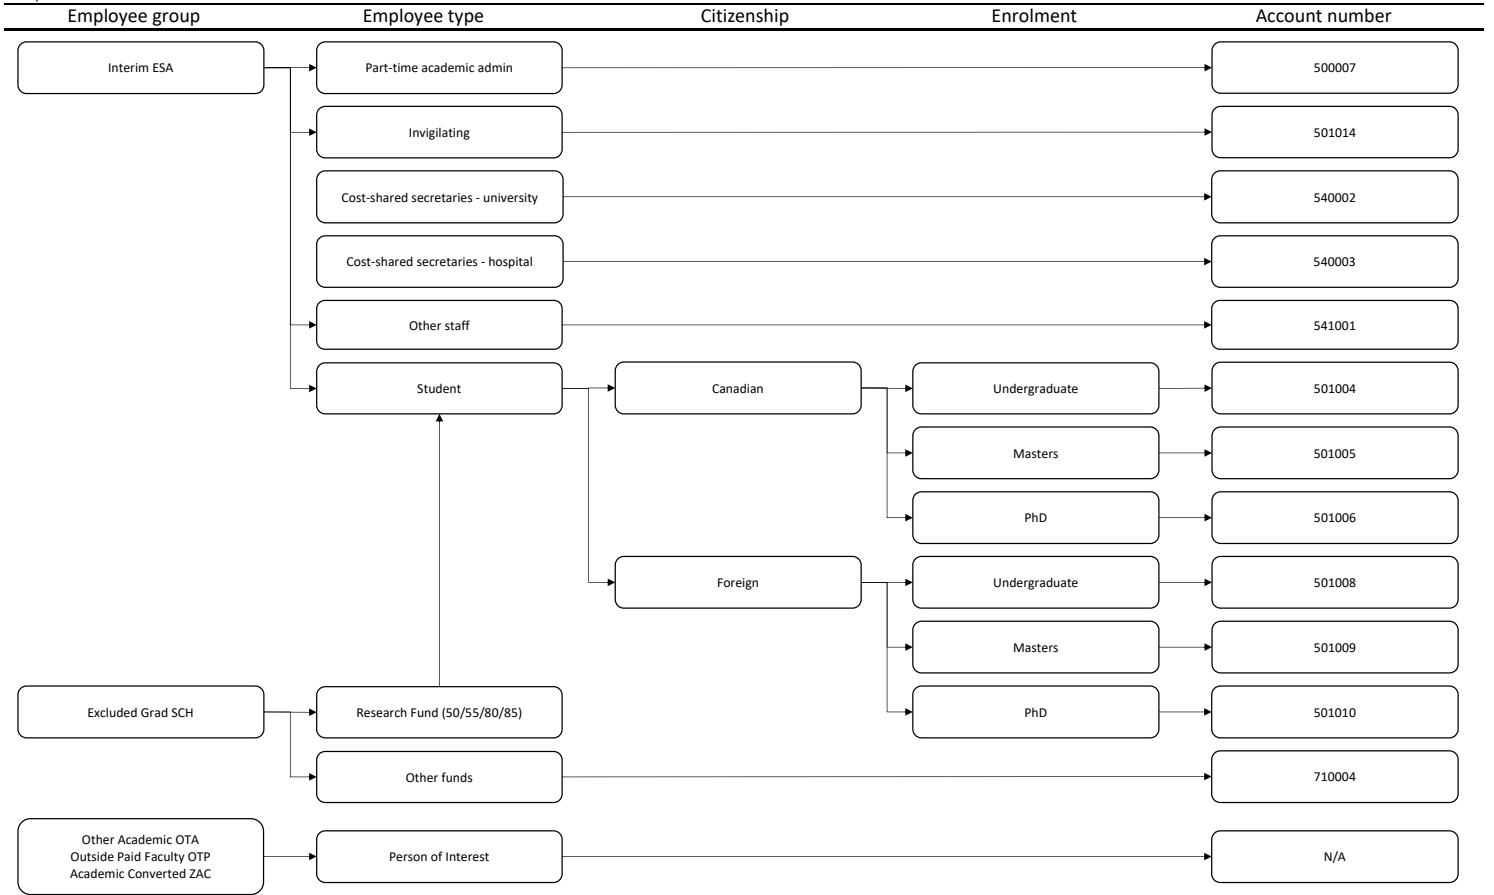 Employee group
Employee type
Citizenship
Enrolment
Account number
Interim ESA
Part-time academic admin
500007
Invigilating
501014
Cost-shared secretaries - university
540002
Cost-shared secretaries - hospital
540003
Other staff
541001
Student
Canadian
Undergraduate
501004
Masters
501005
PhD
501006
Foreign
Undergraduate
501008
Masters
501009
Excluded Grad SCH
Research Fund (50/55/80/85)
PhD
501010
Other funds
710004
Other Academic OTA
Outside Paid Faculty OTP
Academic Converted ZAC
Person of Interest
N/A